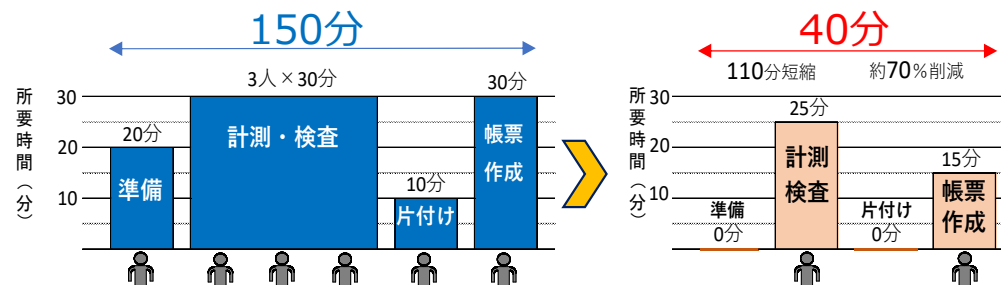 150分
3人×30分
所要時間（分）
30
20
10
20分
準備
計測・検査
10分
片付け
30分
帳票
作成
40分
110分短縮
約70%削減
所要時間（分）
30
20
10
準備
0分
25分
計測
検査
片付け
0分
15分
帳票
作成